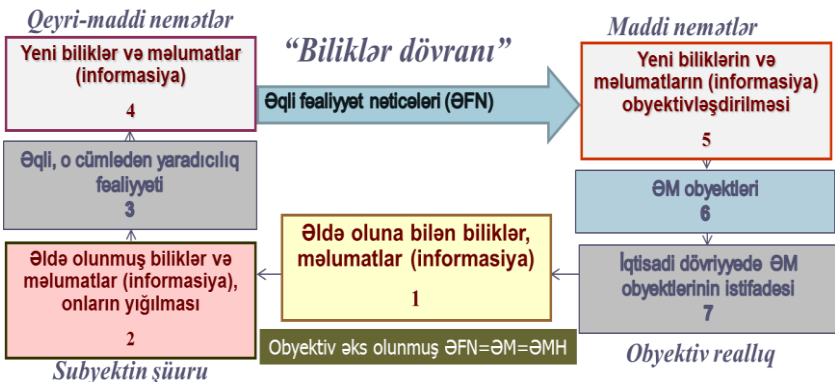 Qeyri-maddi nemətlər
Yeni biliklər və məlumatlar
(informasiya)
4
“Biliklər dövranı”
Əqli fəaliyyət nəticələri (ƏFN)
Maddi nemətlər
Yeni biliklərin və
məlumatların (informasiya)
obyektivləşdirilməsi
5
Əqli, o cümlədən yaradıcılıq
fəaliyyəti
3
ƏM obyektləri
6
Əldə olunmuş biliklər və
məlumatlar (informasiya),
onların yığılması
2
Əldə oluna bilən biliklər,
məlumatlar (informasiya)
1
İqtisadi dövriyyədə ƏM
obyektlərinin istifadəsi
7
Obyektiv əks olunmuş ƏFN=ƏM=ƏMH
Subyektin şüuru
Obyektiv reallıq